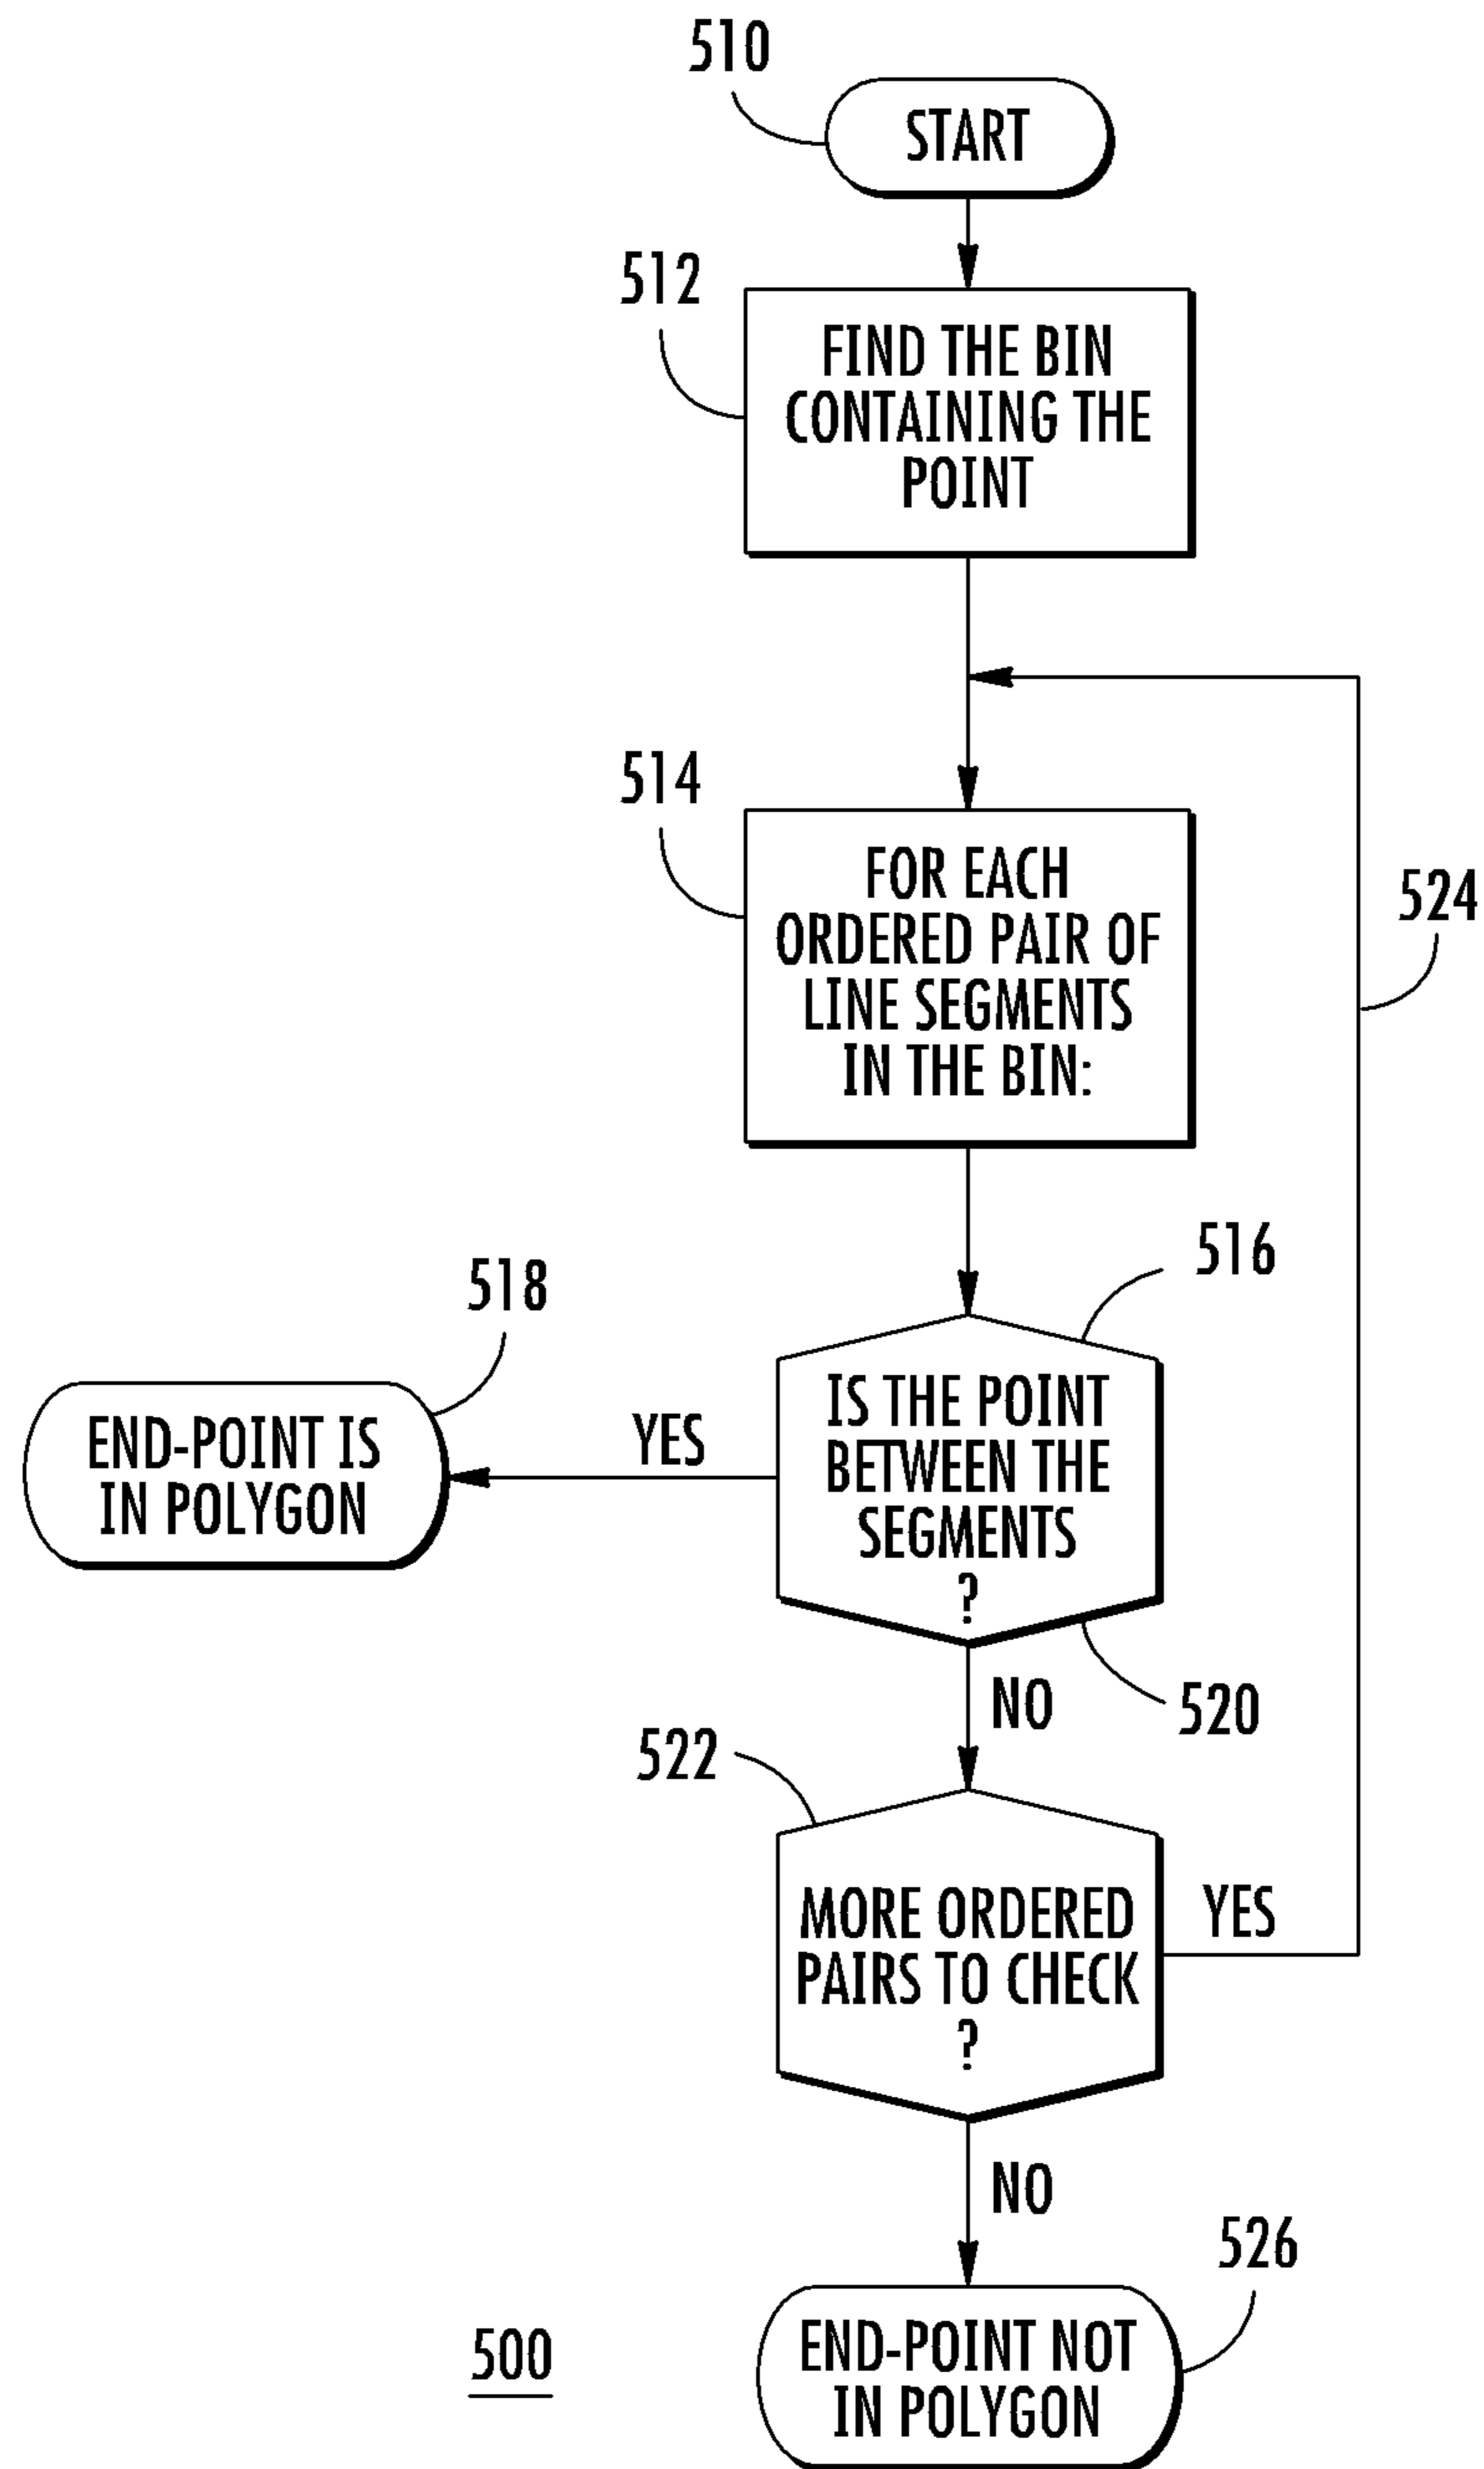 510
START
512
FIND THE BIN
CONTAINING THE
POINT
514
FOR EACH
ORDERED PAIR OF
LINE SEGMENTS
IN THE BIN:
524
516
518
END-POINT IS
IN POLYGON
YES
IS THE POINT
BETWEEN THE
SEGMENTS
?
NO
520
522
MORE ORDERED
PAIRS TO CHECK
?
YES
NO
526
END-POINT NOT
IN POLYGON
500